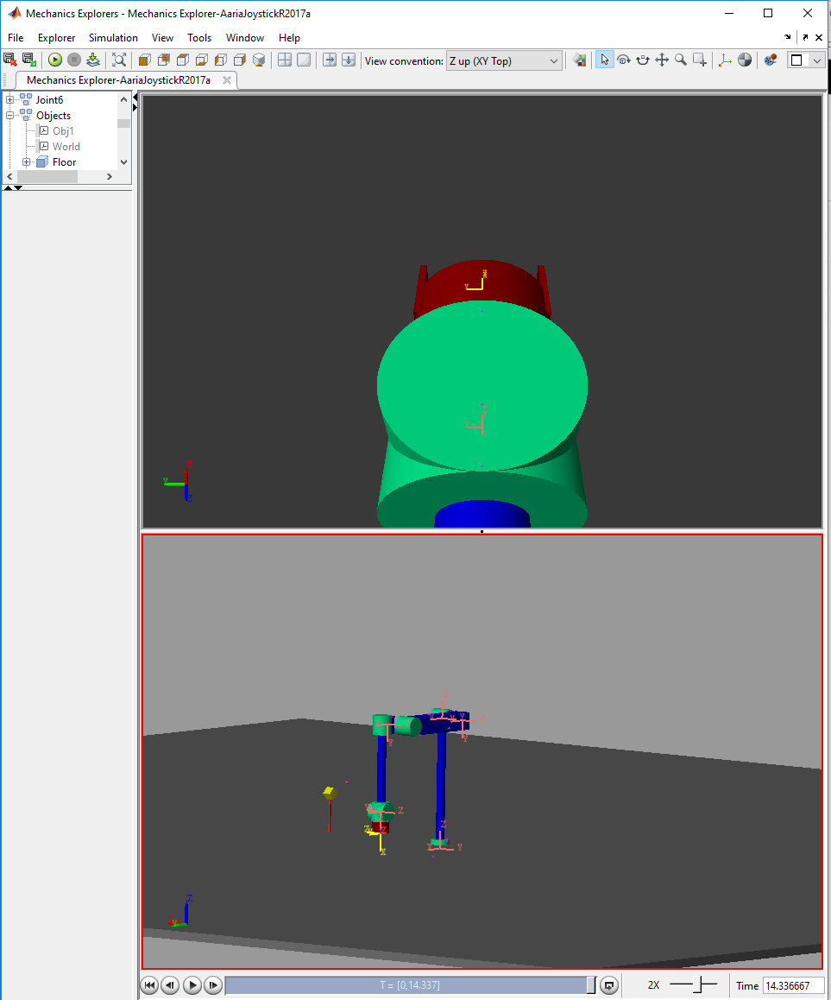 Mechanics Explorers - Mechanics Explorer-AariaJoystickR2017a
File Explorer Simulation View Tools Window Help
View convention: Z up (XY Top)
Mechanics Explorer-AariaJoystickR2017a
Joint6
Objects
Obj1
World
Floor
T = [0,14.337]
2X
Time 14.336667